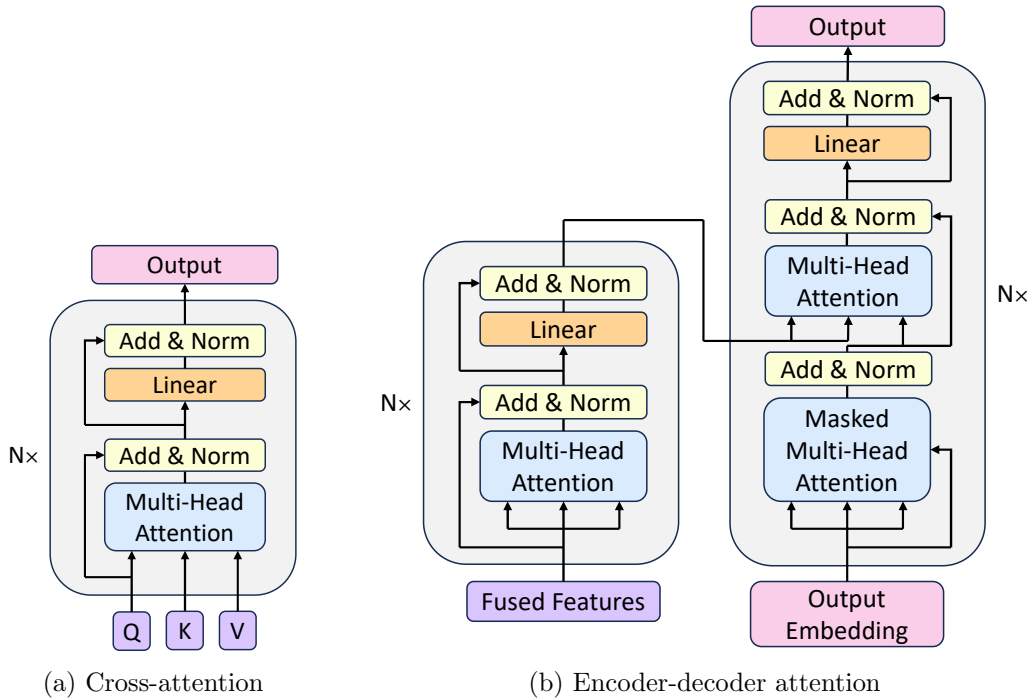 Output
Add & Norm
Linear
Add & Norm
Multi-Head
Attention
N×
Q
K
V
(a) Cross-attention
Add & Norm
Linear
Add & Norm
Multi-Head
Attention
N×
Fused Features
Output
Add & Norm
Linear
Add & Norm
Multi-Head
Attention
N×
Add & Norm
Masked
Multi-Head
Attention
Output
Embedding
(b) Encoder-decoder attention